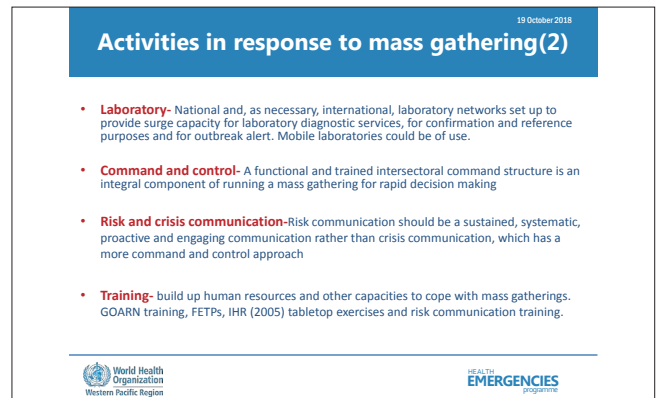 19 October 2018
Activities in response to mass gathering(2)
• Laboratory- National and, as necessary, international, laboratory networks set up to
provide surge capacity for laboratory diagnostic services, for confirmation and reference
purposes and for outbreak alert. Mobile laboratories could be of use.
• Command and control- A functional and trained intersectoral command structure is an
integral component of running a mass gathering for rapid decision making
• Risk and crisis communication-Risk communication should be a sustained, systematic,
proactive and engaging communication rather than crisis communication, which has a
more command and control approach
• Training- build up human resources and other capacities to cope with mass gatherings.
GOARN training, FETPs, IHR (2005) tabletop exercises and risk communication training.
World Health
Organization
Western Pacific Region
HEALTH
EMERGENCIES
programme